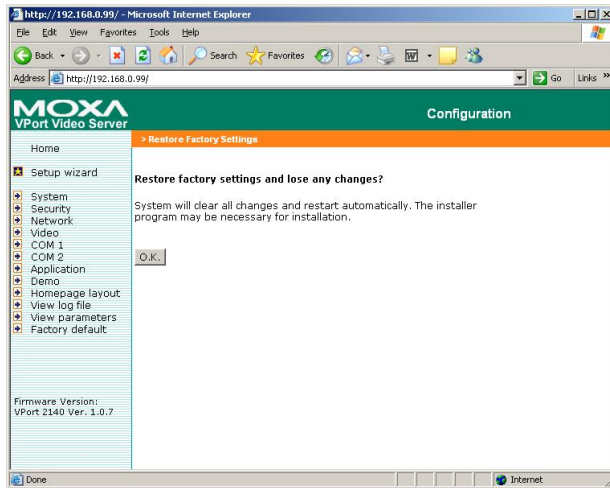 http://192.168.0.99/ - Microsoft Internet Explorer
File Edit View Favorites Tools Help
Back Search Favorites
Address http://192.168.0.99/ Go Links »
MOXA
VPort Video Server
Configuration
> Restore Factory Settings
Home
Setup wizard
System
Security
Network
Video
COM 1
COM 2
Application
Demo
Homepage layout
View log file
View parameters
Factory default
Firmware Version:
VPort 2140 Ver. 1.0.7
Restore factory settings and lose any changes?
System will clear all changes and restart automatically. The installer
program may be necessary for installation.
O.K.
Done Internet